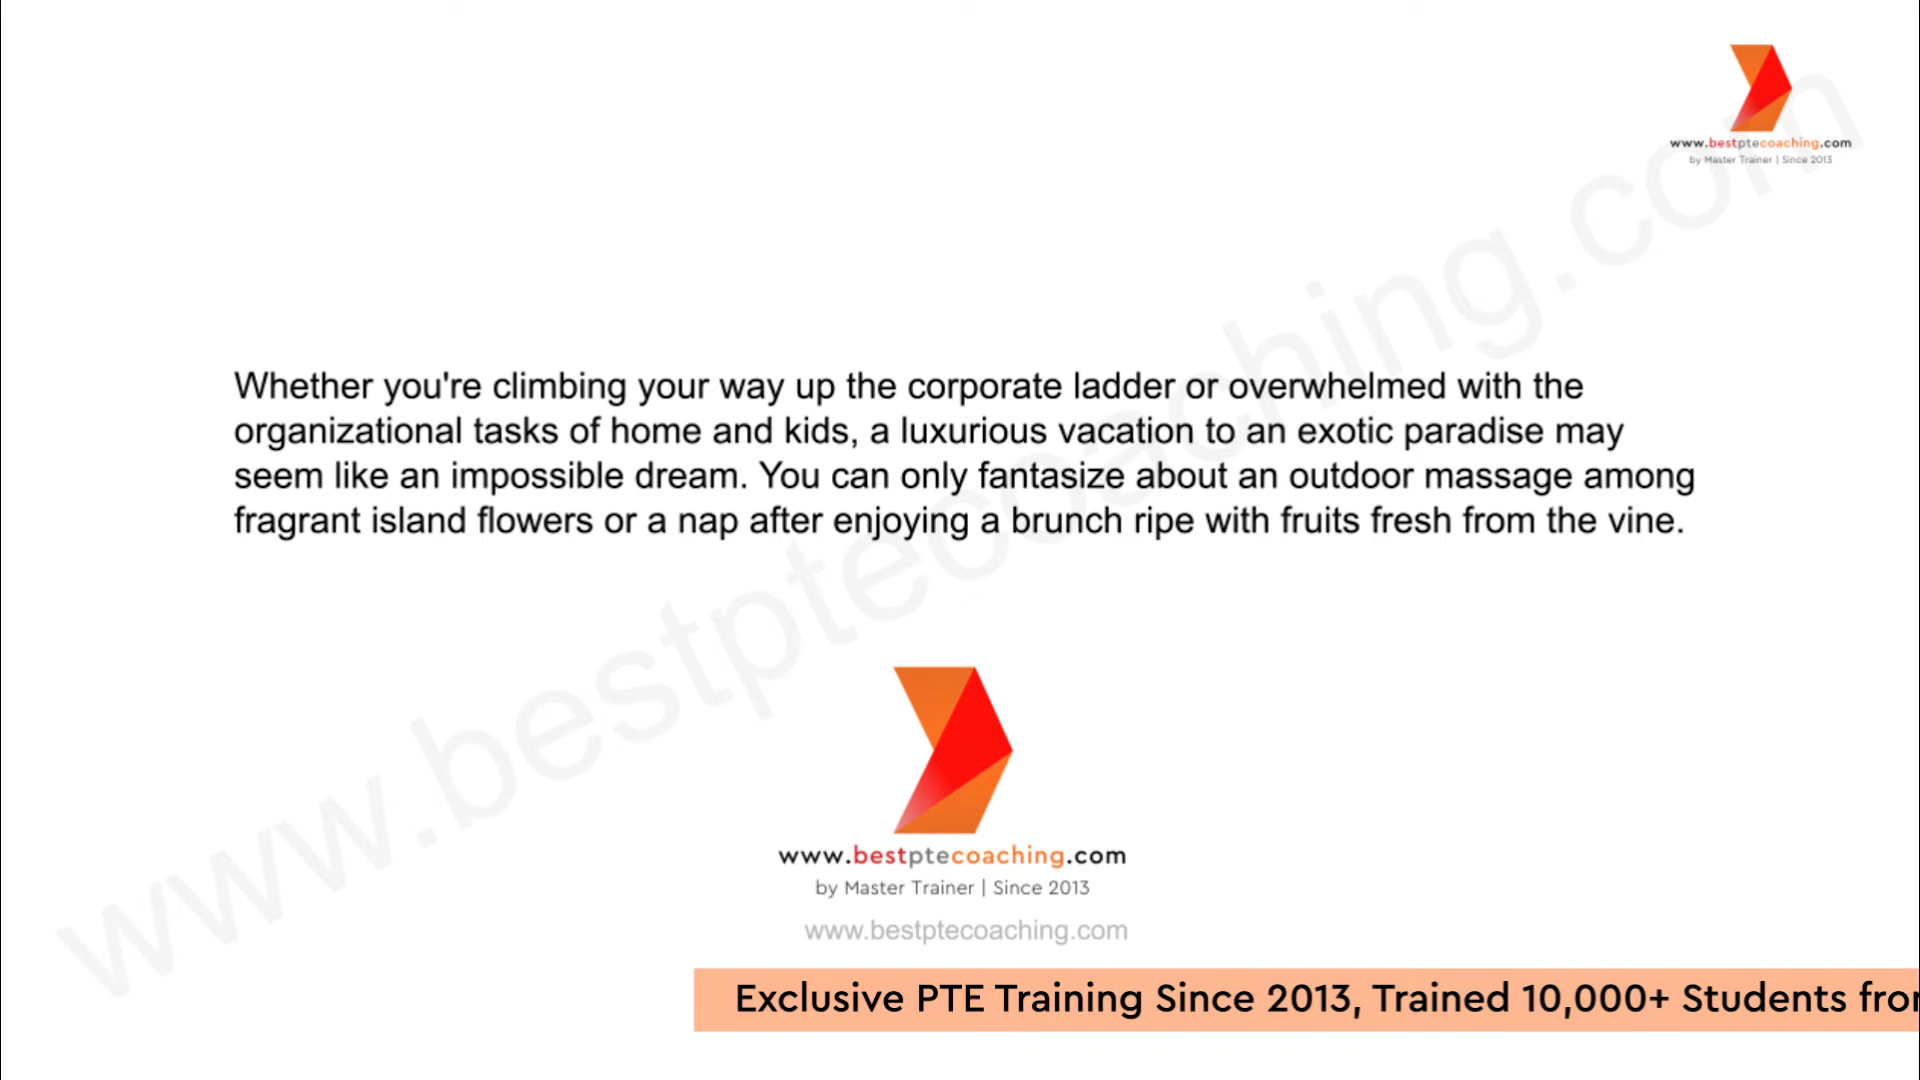 www.bestptecoaching.com
by Master Trainer | Since 2013
Whether you're climbing your way up the corporate ladder or overwhelmed with the
organizational tasks of home and kids, a luxurious vacation to an exotic paradise may
seem like an impossible dream. You can only fantasize about an outdoor massage among
fragrant island flowers or a nap after enjoying a brunch ripe with fruits fresh from the vine.
www.bestptecoaching.com
www.bestptecoaching.com
by Master Trainer | Since 2013
www.bestptecoaching.com
Exclusive PTE Training Since 2013, Trained 10,000+ Students